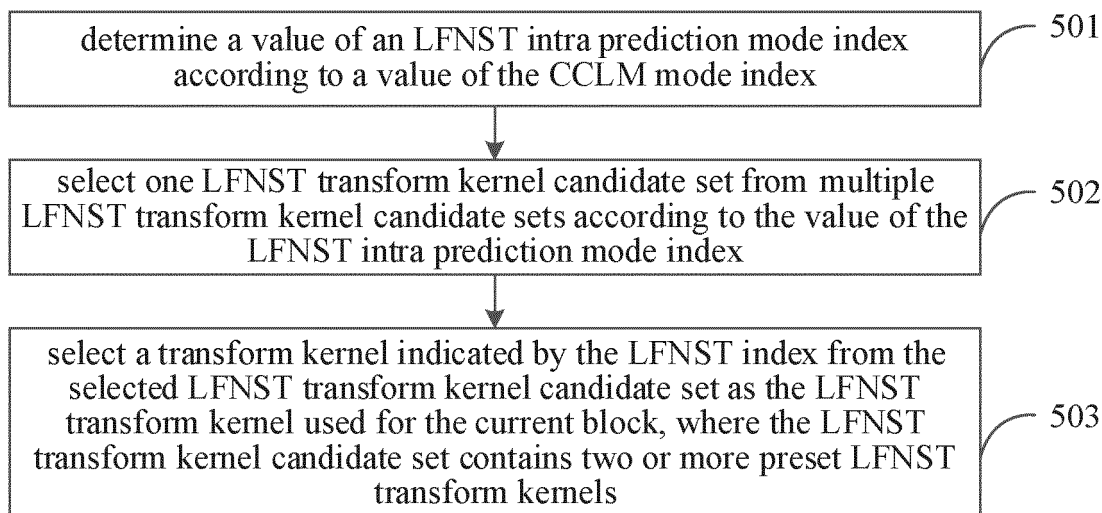 determine a value of an LFNST intra prediction mode index
according to a value of the CCLM mode index
501
select one LFNST transform kernel candidate set from multiple
LFNST transform kernel candidate sets according to the value of the
LFNST intra prediction mode index
502
select a transform kernel indicated by the LFNST index from the
selected LFNST transform kernel candidate set as the LFNST
transform kernel used for the current block, where the LFNST
transform kernel candidate set contains two or more preset LFNST
transform kernels
503